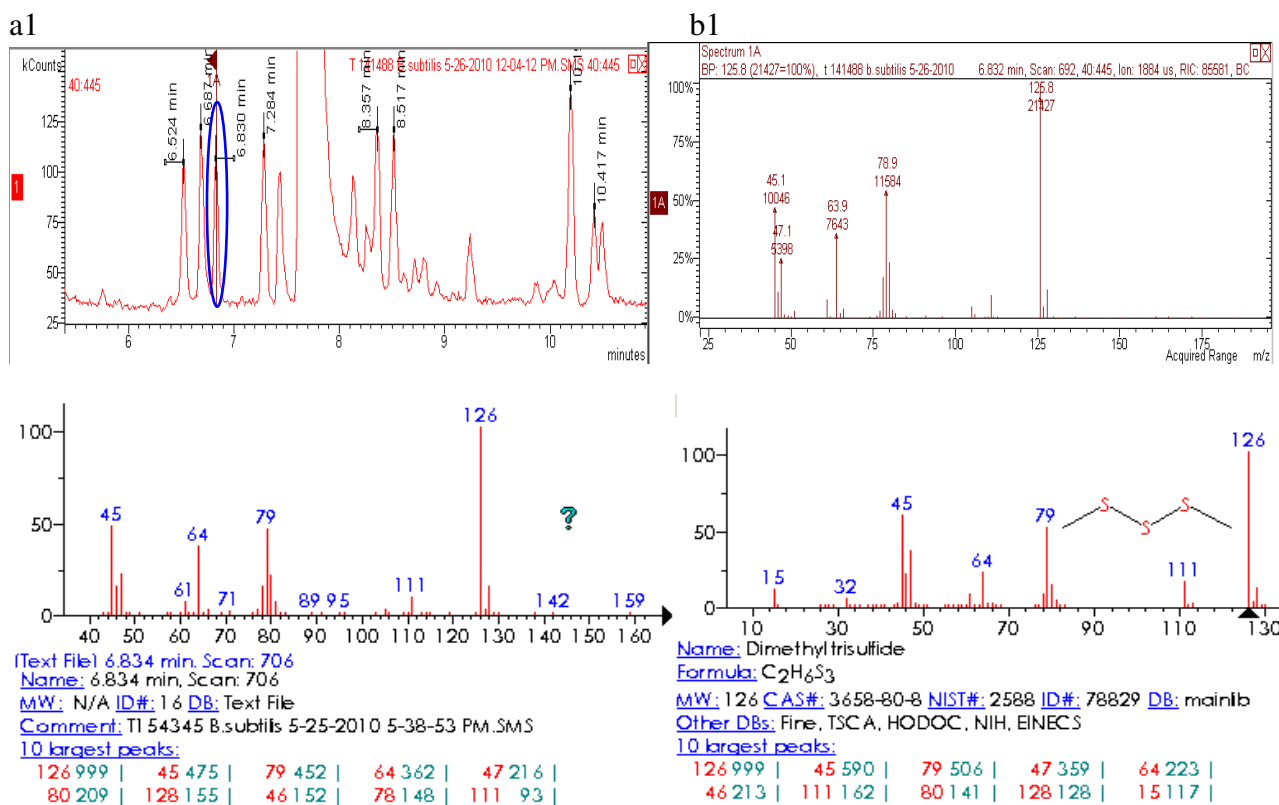 a1
b1
kCounts
T 141488 B.subtilis 5-26-2010 12-04-12 PM.SMS 40:445
40:445
1A
125
100
75
50
25
1
6.524 min
6.687 min
6.830 min
7.284 min
8.357 min
8.517 min
10.417 min
6
7
8
9
10
minutes
Spectrum 1A
BP: 125.8 (21427=100%), t 141488 b.subtilis 5-26-2010
6.832 min, Scan: 692, 40:445, Ion: 1884 us, RIC: 85581, BC
100%
75%
50%
25%
0%
1A
125.8
21427
78.9
11584
45.1
10046
63.9
7643
47.1
5398
25
50
75
100
125
150
175
Acquired Range m/z
100
50
0
126
45
64
79
61
71
89
95
111
142
159
?
40 50 60 70 80 90 100 110 120 130 140 150 160
(Text File) 6.834 min. Scan: 706
Name: 6.834 min, Scan: 706
MW: N/A ID#: 16 DB: Text File
Comment: T154345 B.subtilis 5-25-2010 5-38-53 PM.SMS
10 largest peaks:
126 999 | 45 475 | 79 452 | 64 362 | 47 216 |
80 209 | 128 155 | 46 152 | 78 148 | 111 93 |
100
50
0
126
45
79
64
111
15
32
S
S
S
10 30 50 70 90 110 130
Name: Dimethyl trisulfide
Formula: C2H6S3
MW: 126 CAS#: 3658-80-8 NIST#: 2588 ID#: 78829 DB: mainlib
Other DBs: Fine, TSCA, HODOC, NIH, EINECS
10 largest peaks:
126 999 | 45 590 | 79 506 | 47 359 | 64 223 |
46 213 | 111 162 | 80 141 | 128 128 | 15 117 |